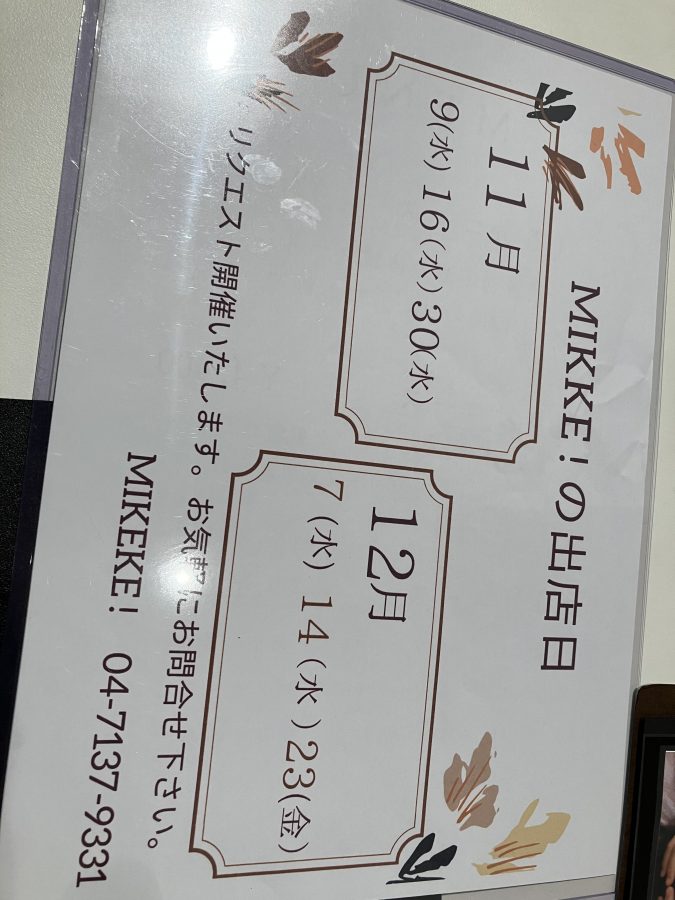 MIKKE！の出店日
11月
9(水) 16(水) 30(水)
12月
7(水) 14(水) 23(金)
リクエスト開催いたします。お気軽にお問合せ下さい。
MIKEKE！ 04-7137-9331